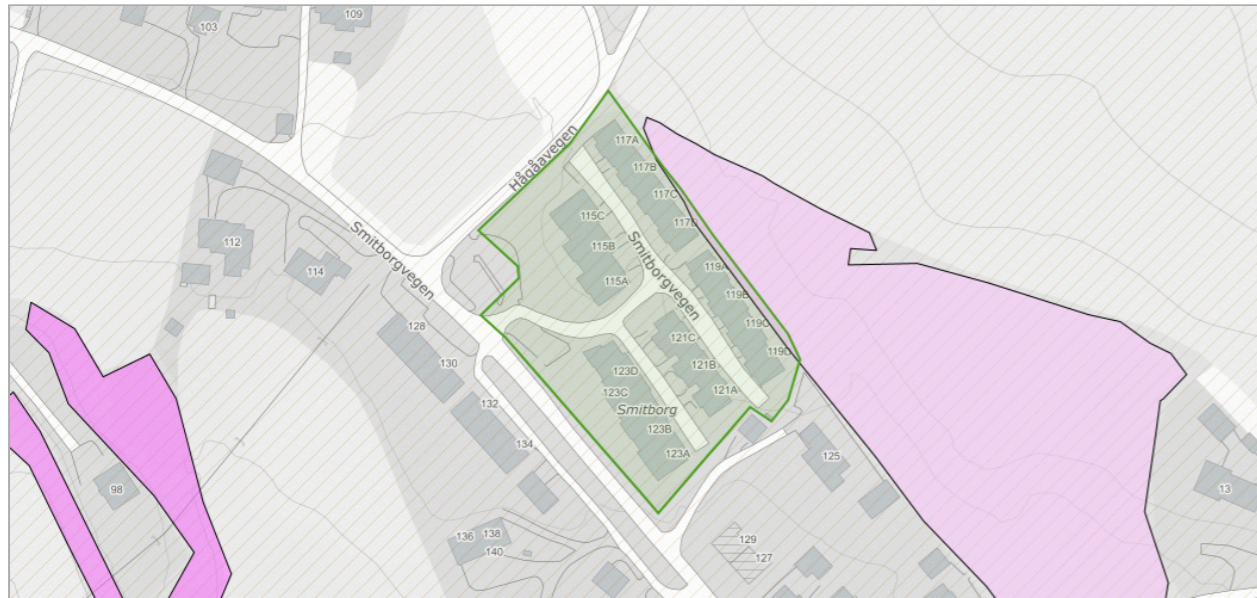 103
109
Hågåavegen
117A
117B
117C
117D
115C
115B
115A
Smitborgvegen
112
114
Smitborgvegen
119A
119B
119C
119D
128
130
132
134
121C
121B
121A
123D
123C
Smitborg
123B
123A
98
125
13
136
138
140
129
127